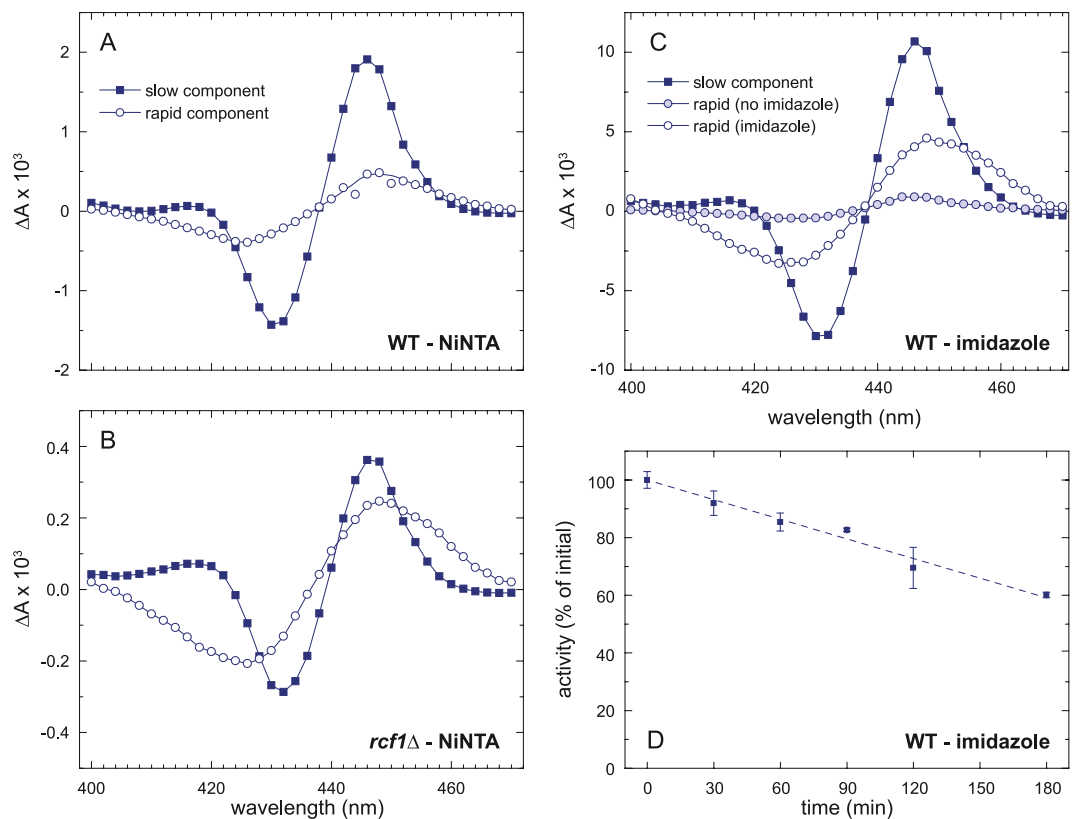 A
slow component
rapid component
2
1
0
-1
-2
ΔA x 10³
WT - NiNTA
B
0.4
0.2
0.0
-0.2
-0.4
ΔA x 10³
rcf1Δ - NiNTA
400 420 440 460
wavelength (nm)
C
slow component
rapid (no imidazole)
rapid (imidazole)
10
5
0
-5
-10
ΔA x 10³
WT - imidazole
400 420 440 460
wavelength (nm)
100
80
60
40
20
0
activity (% of initial)
D
WT - imidazole
0 30 60 90 120 150 180
time (min)